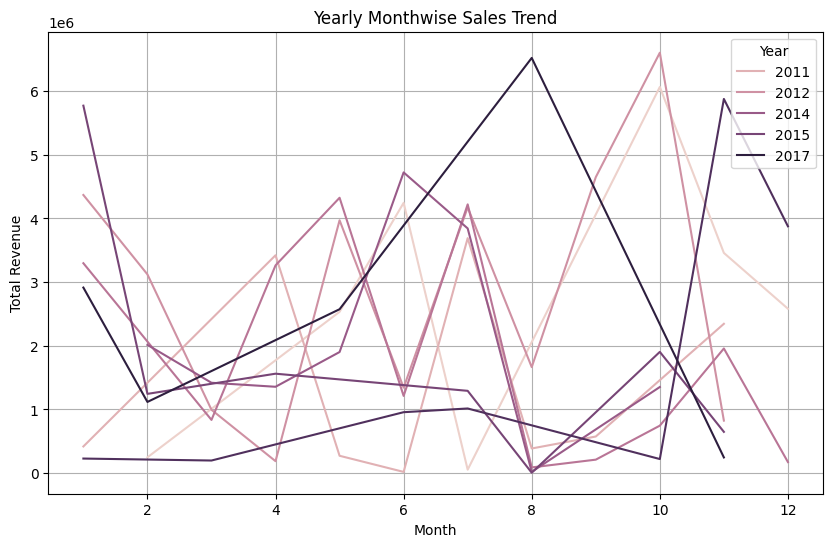 Yearly Monthwise Sales Trend
1e6
Year
2011
2012
2014
2015
2017
6
5
4
3
2
1
0
Total Revenue
2 4 6 8 10 12
Month